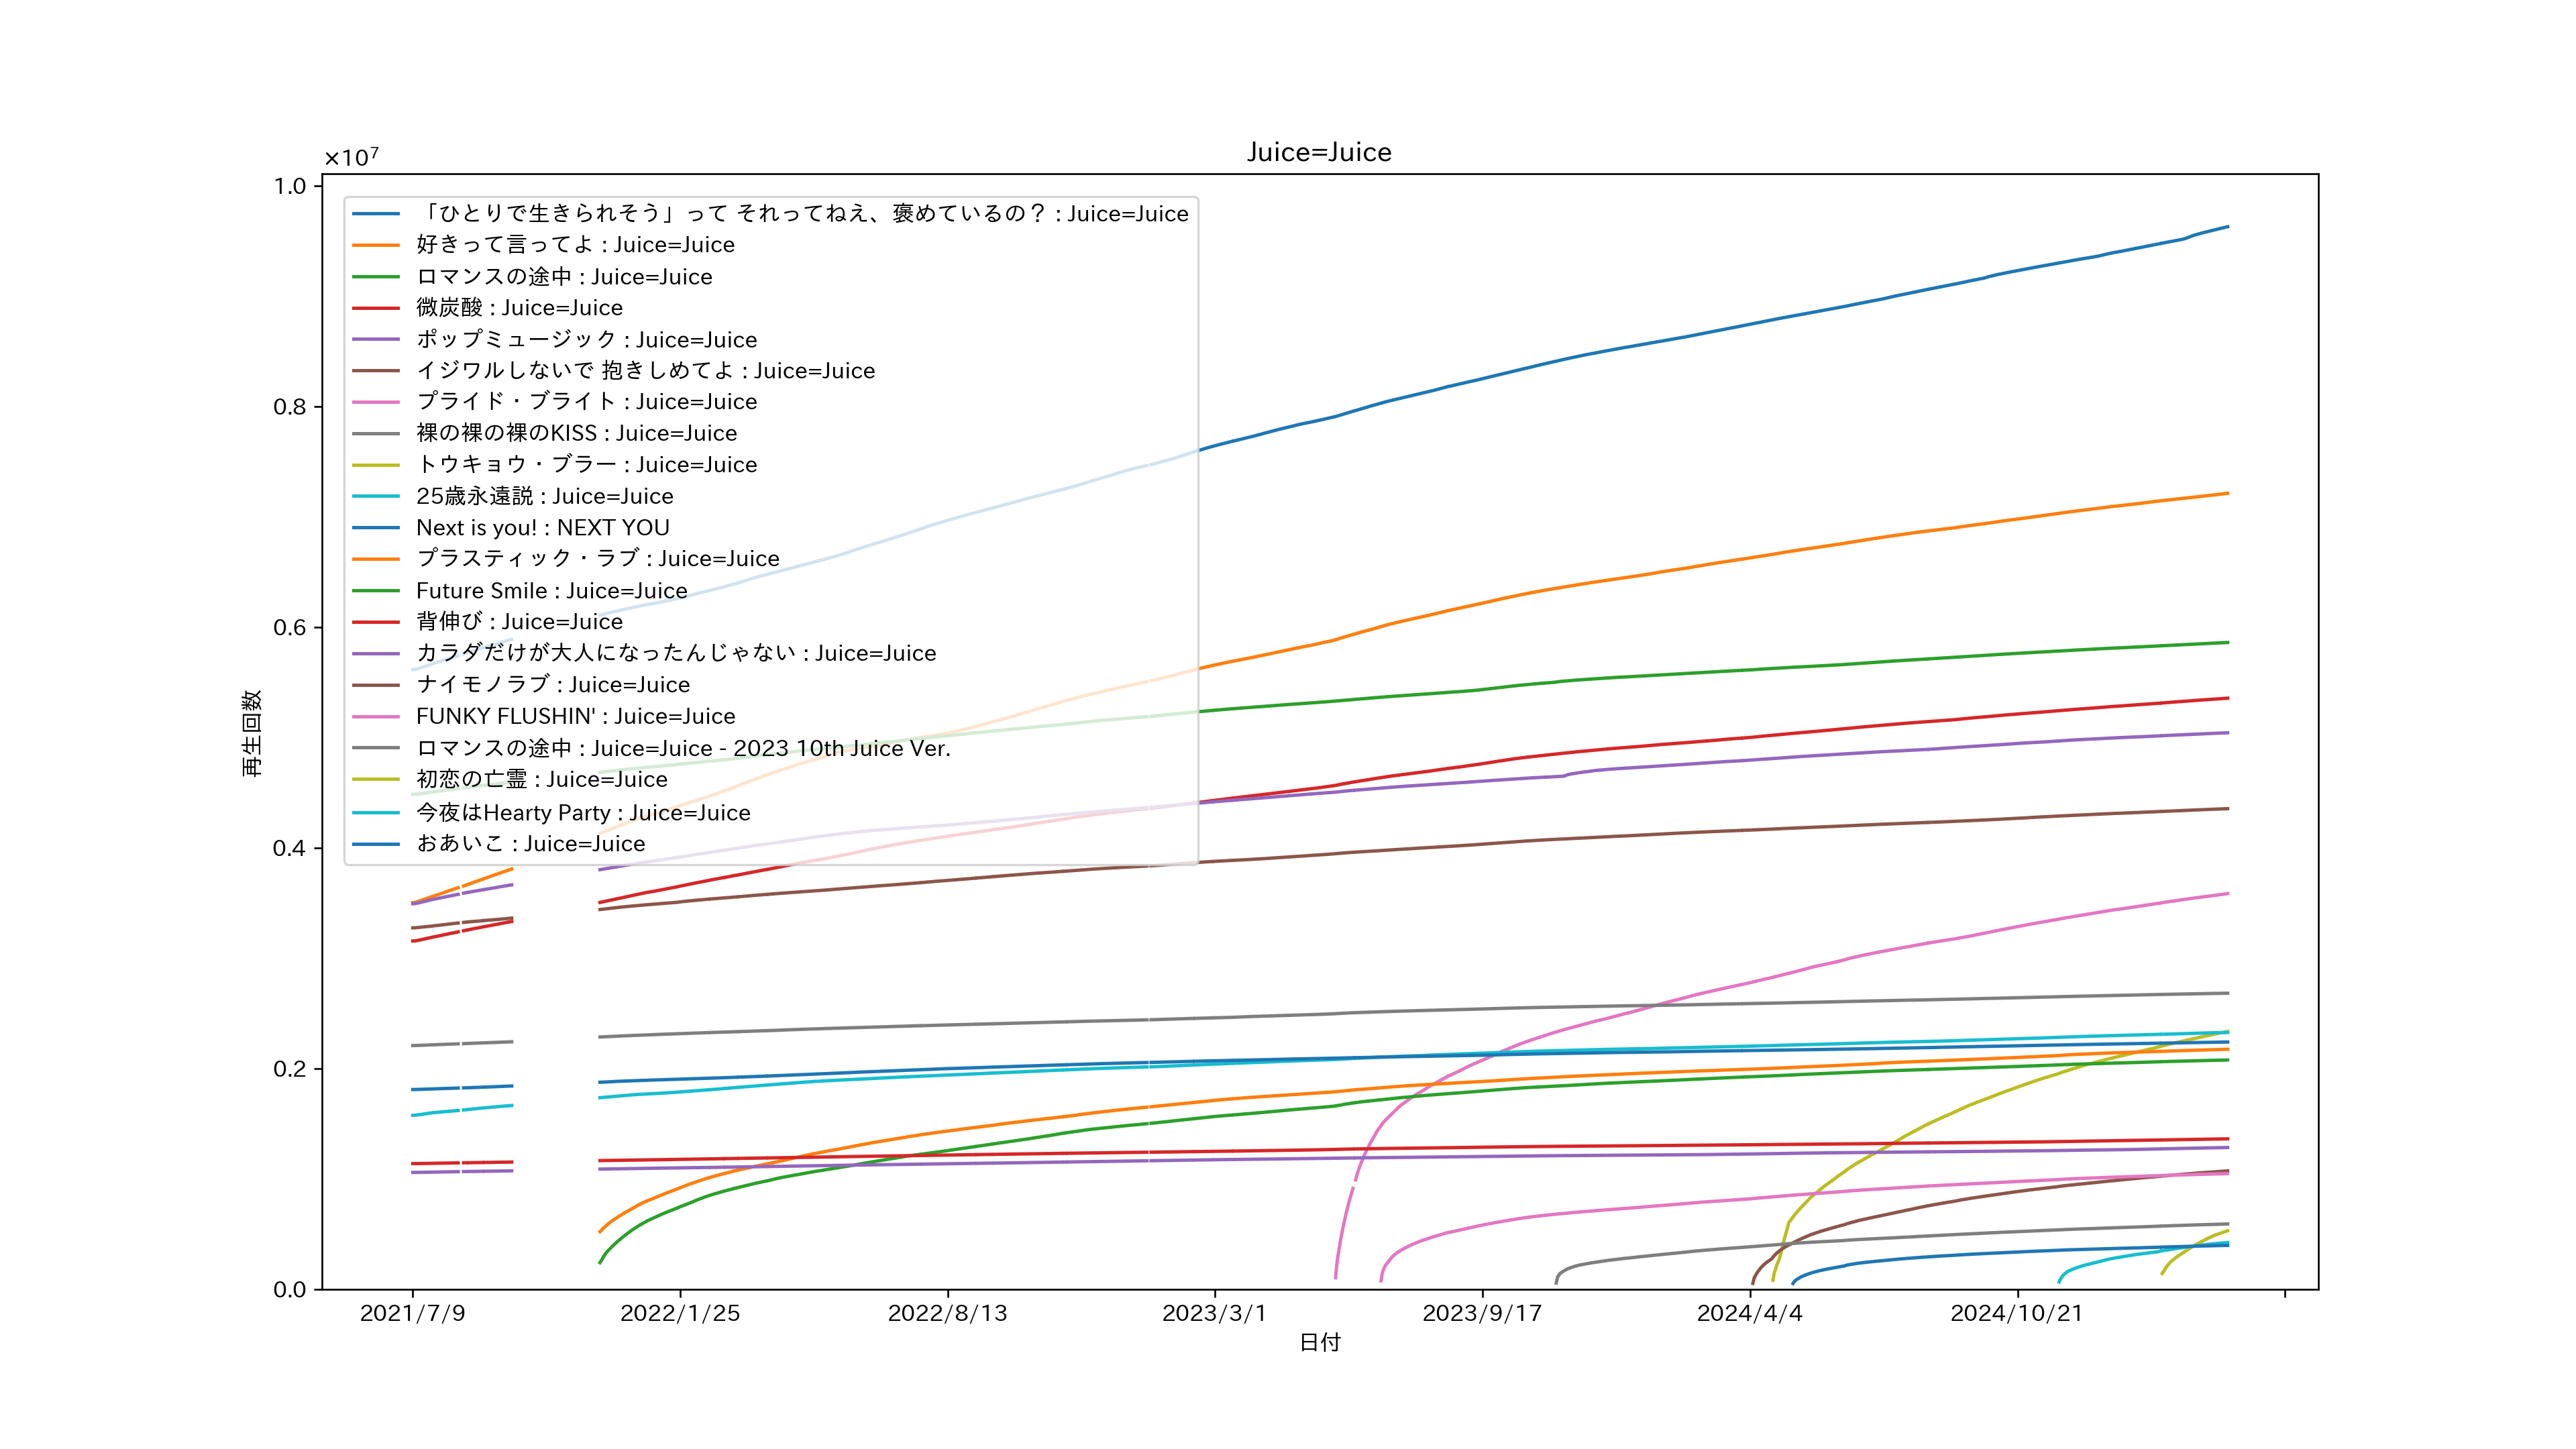 Juice=Juice
×10⁷
1.0
0.8
0.6
0.4
0.2
0.0
再生回数
「ひとりで生きられそう」って それってねえ、褒めているの？ : Juice=Juice
好きって言ってよ : Juice=Juice
ロマンスの途中 : Juice=Juice
微炭酸 : Juice=Juice
ポップミュージック : Juice=Juice
イジワルしないで 抱きしめてよ : Juice=Juice
プライド・ブライト : Juice=Juice
裸の裸の裸のKISS : Juice=Juice
トウキョウ・ブラー : Juice=Juice
25歳永遠説 : Juice=Juice
Next is you! : NEXT YOU
プラスティック・ラブ : Juice=Juice
Future Smile : Juice=Juice
背伸び : Juice=Juice
カラダだけが大人になったんじゃない : Juice=Juice
ナイモノラブ : Juice=Juice
FUNKY FLUSHIN' : Juice=Juice
ロマンスの途中 : Juice=Juice - 2023 10th Juice Ver.
初恋の亡霊 : Juice=Juice
今夜はHearty Party : Juice=Juice
おあいこ : Juice=Juice
2021/7/9
2022/1/25
2022/8/13
2023/3/1
2023/9/17
2024/4/4
2024/10/21
日付